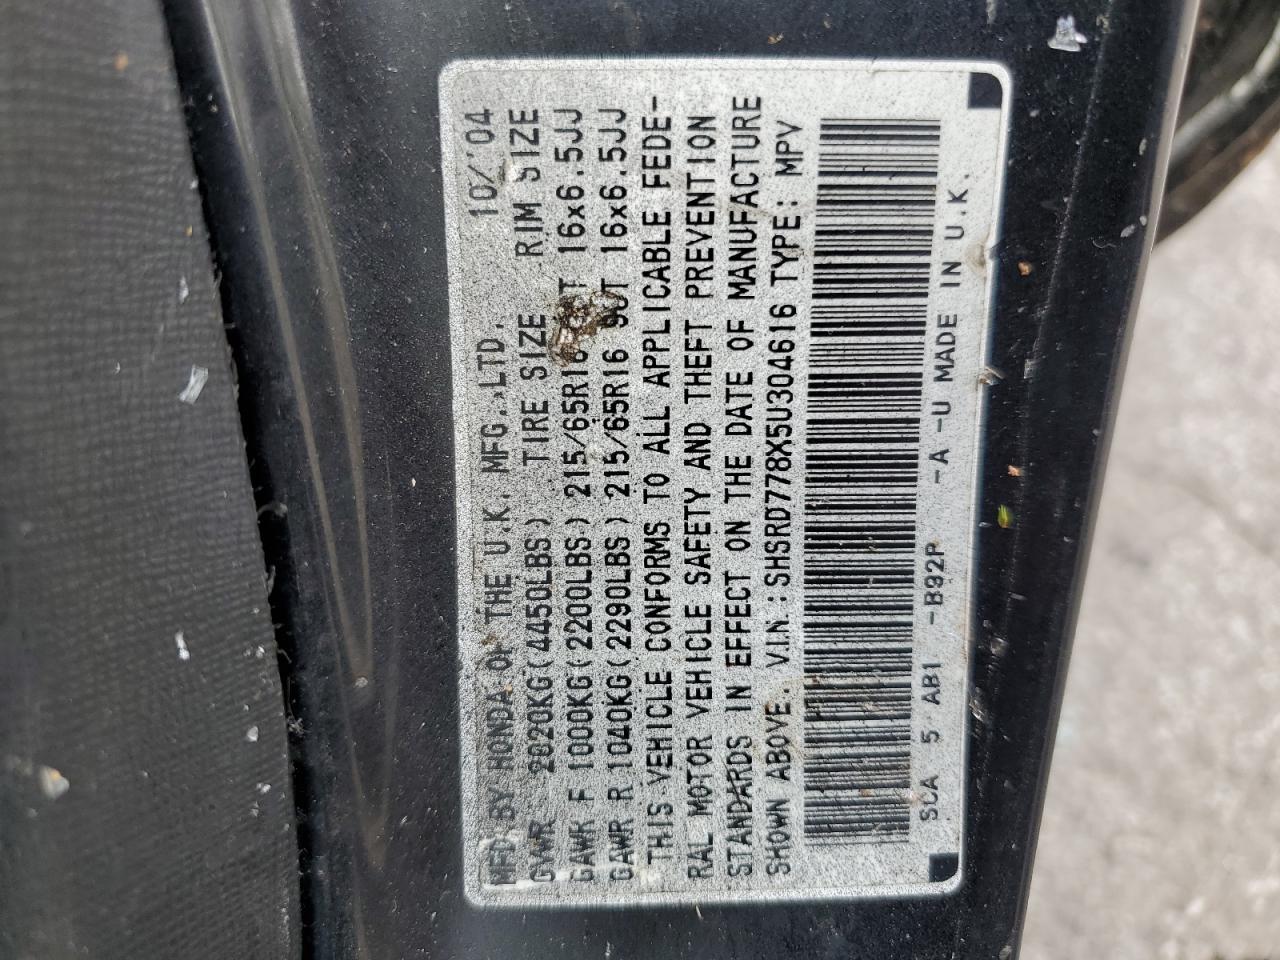 MFD. BY HONDA OF THE U.K. MFG.,LTD. 10/'04
GVWR 2020KG(4450LBS) TIRE SIZE RIM SIZE
GAWR F 1000KG(2200LBS) 215/65R16 16x6.5JJ
GAWR R 1040KG(2290LBS) 215/65R16 90T 16x6.5JJ
THIS VEHICLE CONFORMS TO ALL APPLICABLE FEDE-
RAL MOTOR VEHICLE SAFETY AND THEFT PREVENTION
STANDARDS IN EFFECT ON THE DATE OF MANUFACTURE
SHOWN ABOVE. V.I.N.:SHSRD778X5U304616 TYPE: MPV
SCA 5 AB1 -B92P -A -U MADE IN U.K.